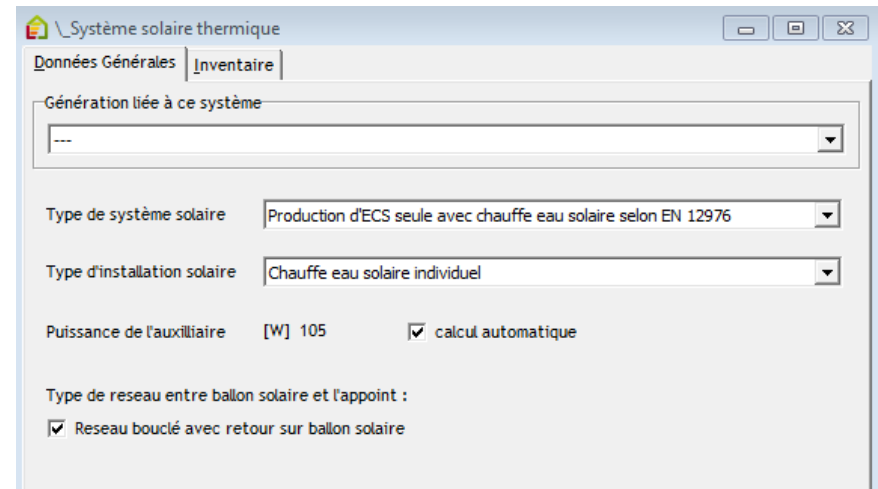 \_Système solaire thermique
Données Générales Inventaire
Génération liée à ce système
---
Type de système solaire Production d'ECS seule avec chauffe eau solaire selon EN 12976
Type d'installation solaire Chauffe eau solaire individuel
Puissance de l'auxilliaire [W] 105 calcul automatique
Type de reseau entre ballon solaire et l'appoint :
Reseau bouclé avec retour sur ballon solaire